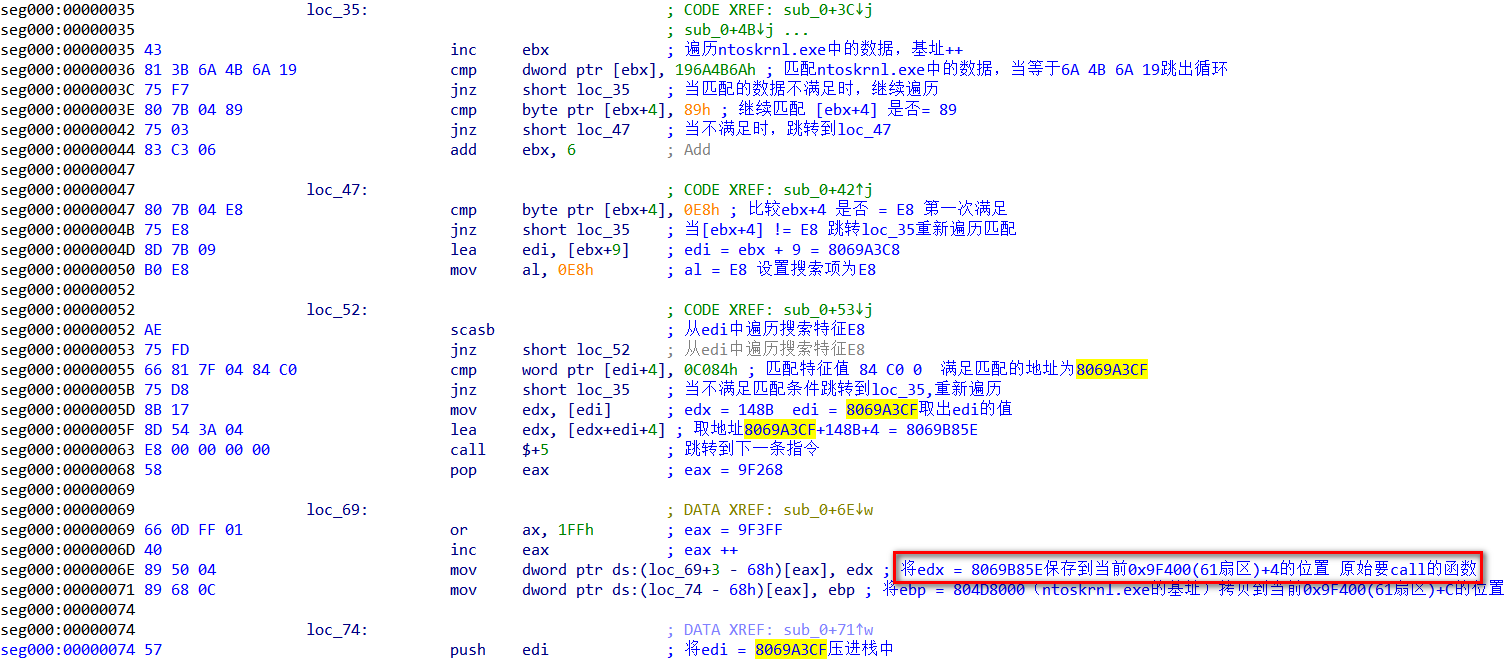 seg000:00000035 loc_35: ; CODE XREF: sub_0+3C↓j
seg000:00000035 ; sub_0+4B↓j ...
seg000:00000035 43 inc ebx ; 遍历ntoskrnl.exe中的数据，基址++
seg000:00000036 81 3B 6A 4B 6A 19 cmp dword ptr [ebx], 196A4B6Ah ; 匹配ntoskrnl.exe中的数据，当等于6A 4B 6A 19跳出循环
seg000:0000003C 75 F7 jnz short loc_35 ; 当匹配的数据不满足时，继续遍历
seg000:0000003E 80 7B 04 89 cmp byte ptr [ebx+4], 89h ; 继续匹配 [ebx+4] 是否= 89
seg000:00000042 75 03 jnz short loc_47 ; 当不满足时，跳转到loc_47
seg000:00000044 83 C3 06 add ebx, 6 ; Add
seg000:00000047
seg000:00000047 loc_47: ; CODE XREF: sub_0+42↑j
seg000:00000047 80 7B 04 E8 cmp byte ptr [ebx+4], 0E8h ; 比较ebx+4 是否 = E8 第一次满足
seg000:0000004B 75 E8 jnz short loc_35 ; 当[ebx+4] != E8 跳转loc_35重新遍历匹配
seg000:0000004D 8D 7B 09 lea edi, [ebx+9] ; edi = ebx + 9 = 8069A3C8
seg000:00000050 B0 E8 mov al, 0E8h ; al = E8 设置搜索项为E8
seg000:00000052
seg000:00000052 loc_52: ; CODE XREF: sub_0+53↓j
seg000:00000052 AE scasb ; 从edi中遍历搜索特征E8
seg000:00000053 75 FD jnz short loc_52 ; 从edi中遍历搜索特征E8
seg000:00000055 66 81 7F 04 84 C0 cmp word ptr [edi+4], 0C084h ; 匹配特征值 84 C0 0 满足匹配的地址为8069A3CF
seg000:0000005B 75 D8 jnz short loc_35 ; 当不满足匹配条件跳转到loc_35,重新遍历
seg000:0000005D 8B 17 mov edx, [edi] ; edx = 148B edi = 8069A3CF取出edi的值
seg000:0000005F 8D 54 3A 04 lea edx, [edx+edi+4] ; 取地址8069A3CF+148B+4 = 8069B85E
seg000:00000063 E8 00 00 00 00 call $+5 ; 跳转到下一条指令
seg000:00000068 58 pop eax ; eax = 9F268
seg000:00000069
seg000:00000069 loc_69: ; DATA XREF: sub_0+6E↓w
seg000:00000069 66 0D FF 01 or ax, 1FFh ; eax = 9F3FF
seg000:0000006D 40 inc eax ; eax ++
seg000:0000006E 89 50 04 mov dword ptr ds:(loc_69+3 - 68h)[eax], edx ; 将edx = 8069B85E保存到当前0x9F400(61扇区)+4的位置 原始要call的函数
seg000:00000071 89 68 0C mov dword ptr ds:(loc_74 - 68h)[eax], ebp ; 将ebp = 804D8000（ntoskrnl.exe的基址）拷贝到当前0x9F400(61扇区)+C的位置
seg000:00000074
seg000:00000074 loc_74: ; DATA XREF: sub_0+71↑w
seg000:00000074 57 push edi ; 将edi = 8069A3CF压进栈中